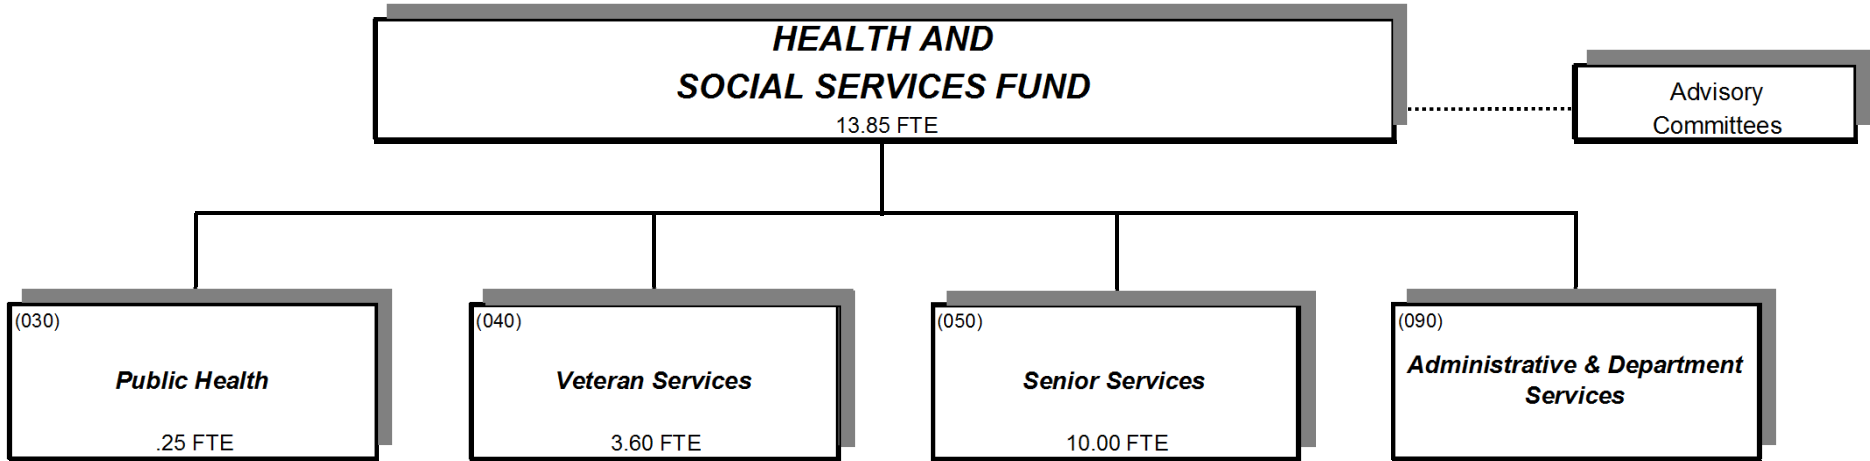 HEALTH AND
SOCIAL SERVICES FUND
13.85 FTE
Advisory
Committees
(030)
Public Health
.25 FTE
(040)
Veteran Services
3.60 FTE
(050)
Senior Services
10.00 FTE
(090)
Administrative & Department
Services